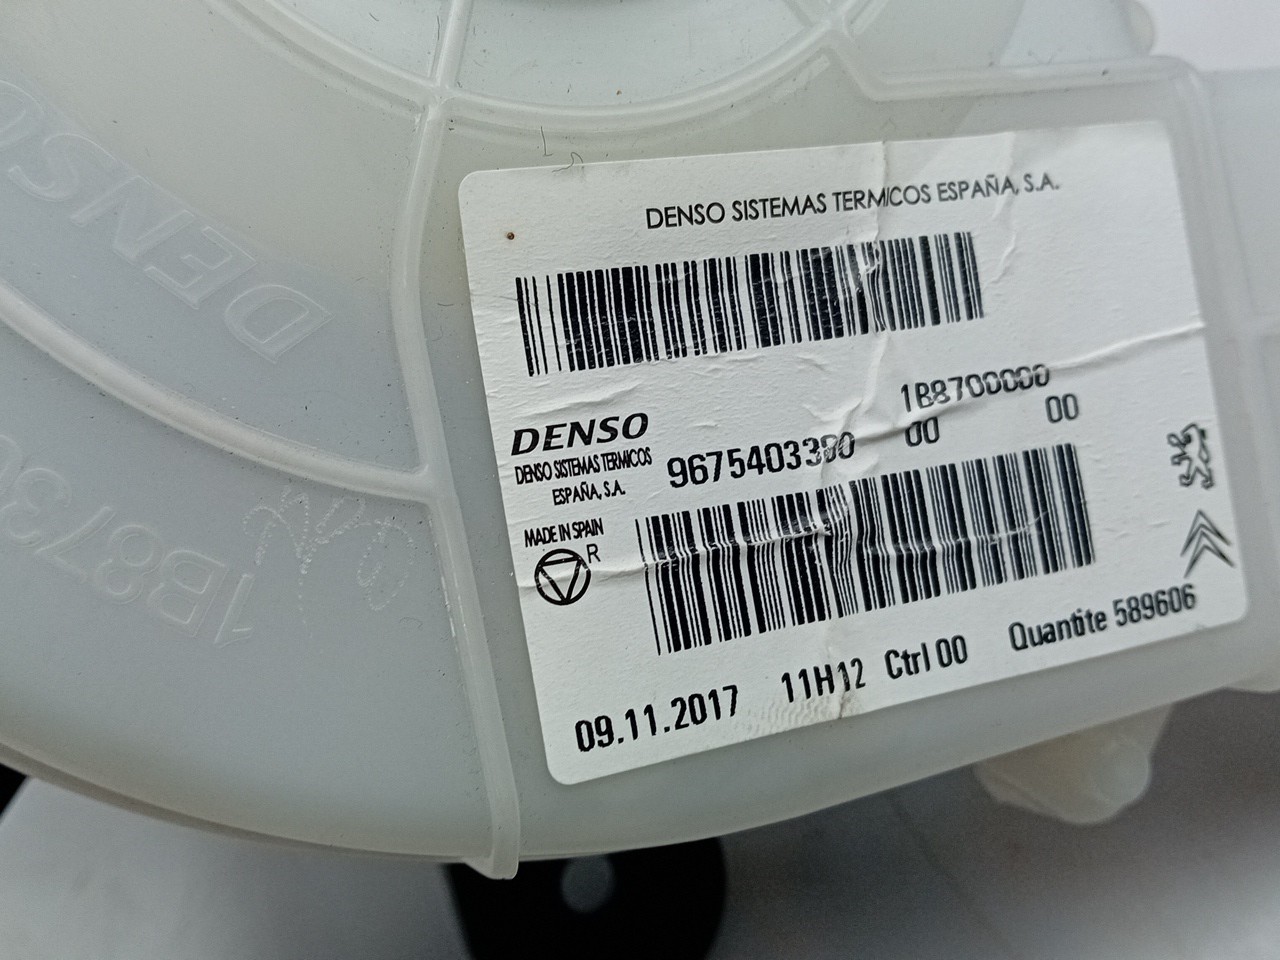 DENSO SISTEMAS TERMICOS ESPAÑA, S.A.
1B8700000
DENSO
DENSO SISTEMAS TERMICOS
ESPAÑA, S.A.
9675403380 00 00
MADE IN SPAIN
R
09.11.2017 11H12 Ctrl 00 Quantite 589606
DENSO